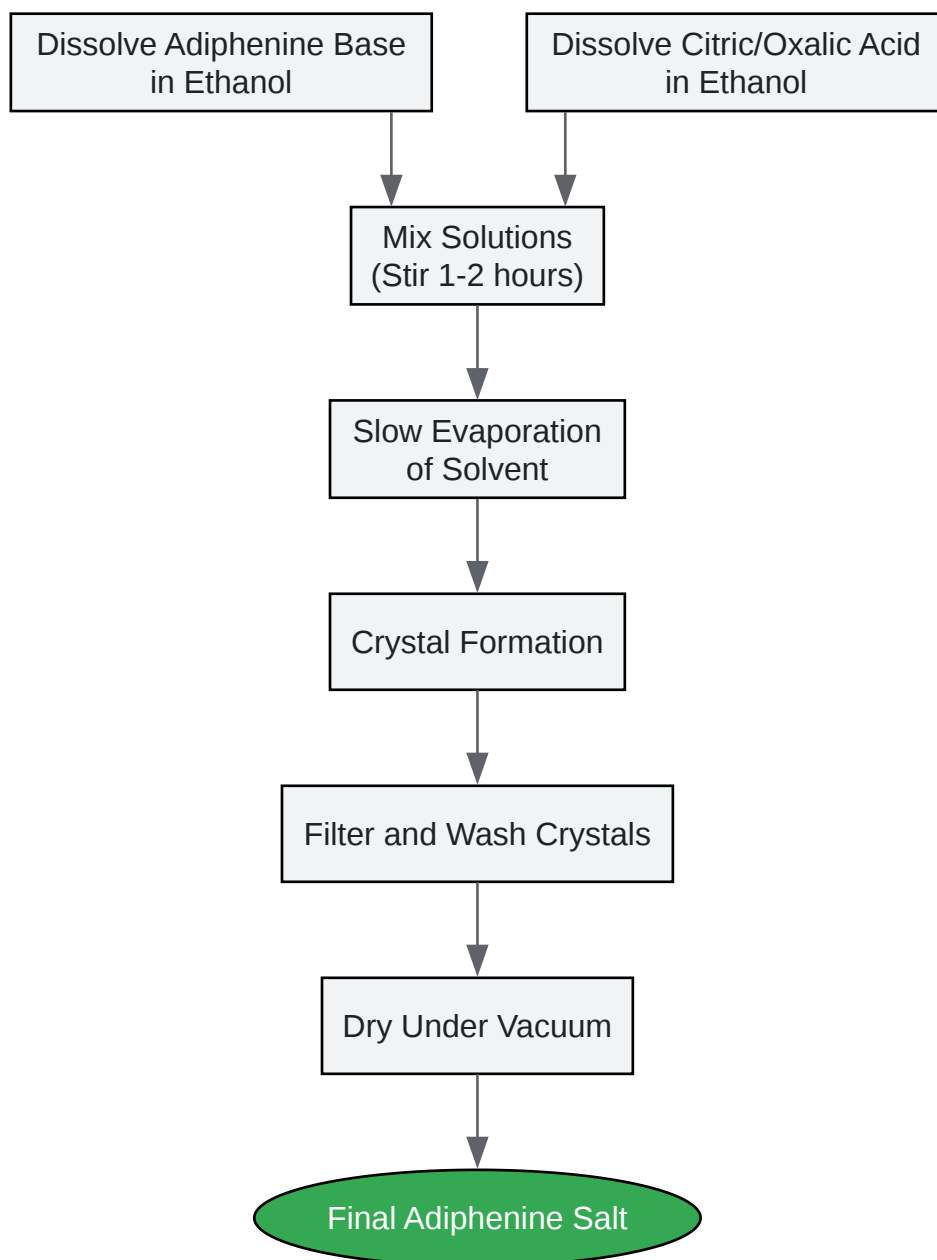 Dissolve Adiphenine Base
in Ethanol
Dissolve Citric/Oxalic Acid
in Ethanol
Mix Solutions
(Stir 1-2 hours)
Slow Evaporation
of Solvent
Crystal Formation
Filter and Wash Crystals
Dry Under Vacuum
Final Adiphenine Salt